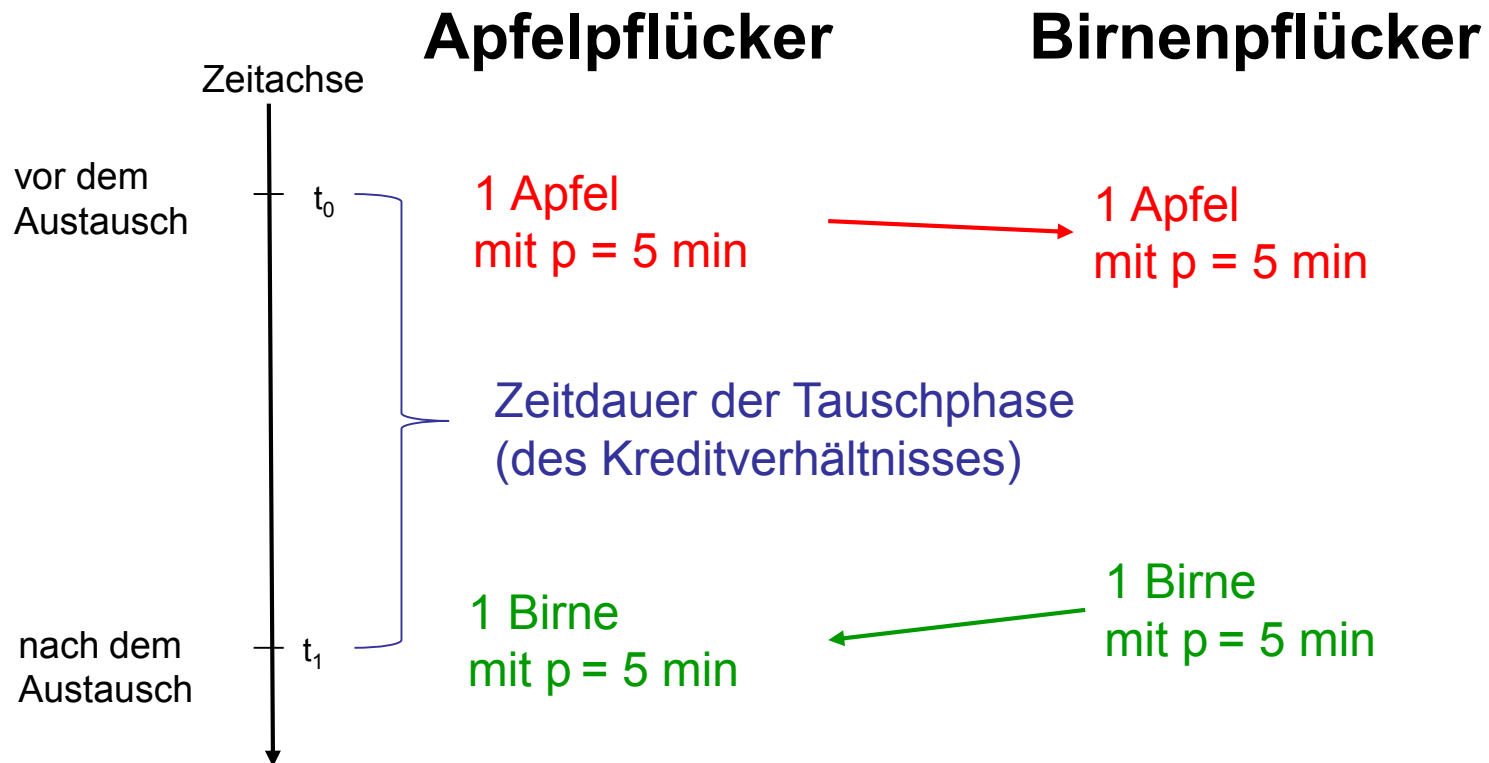 Apfelpflücker Birnenpflücker
Zeitachse
vor dem
Austausch
t0
1 Apfel
mit p = 5 min
1 Apfel
mit p = 5 min
Zeitdauer der Tauschphase
(des Kreditverhältnisses)
1 Birne
mit p = 5 min
1 Birne
mit p = 5 min
nach dem
Austausch
t1